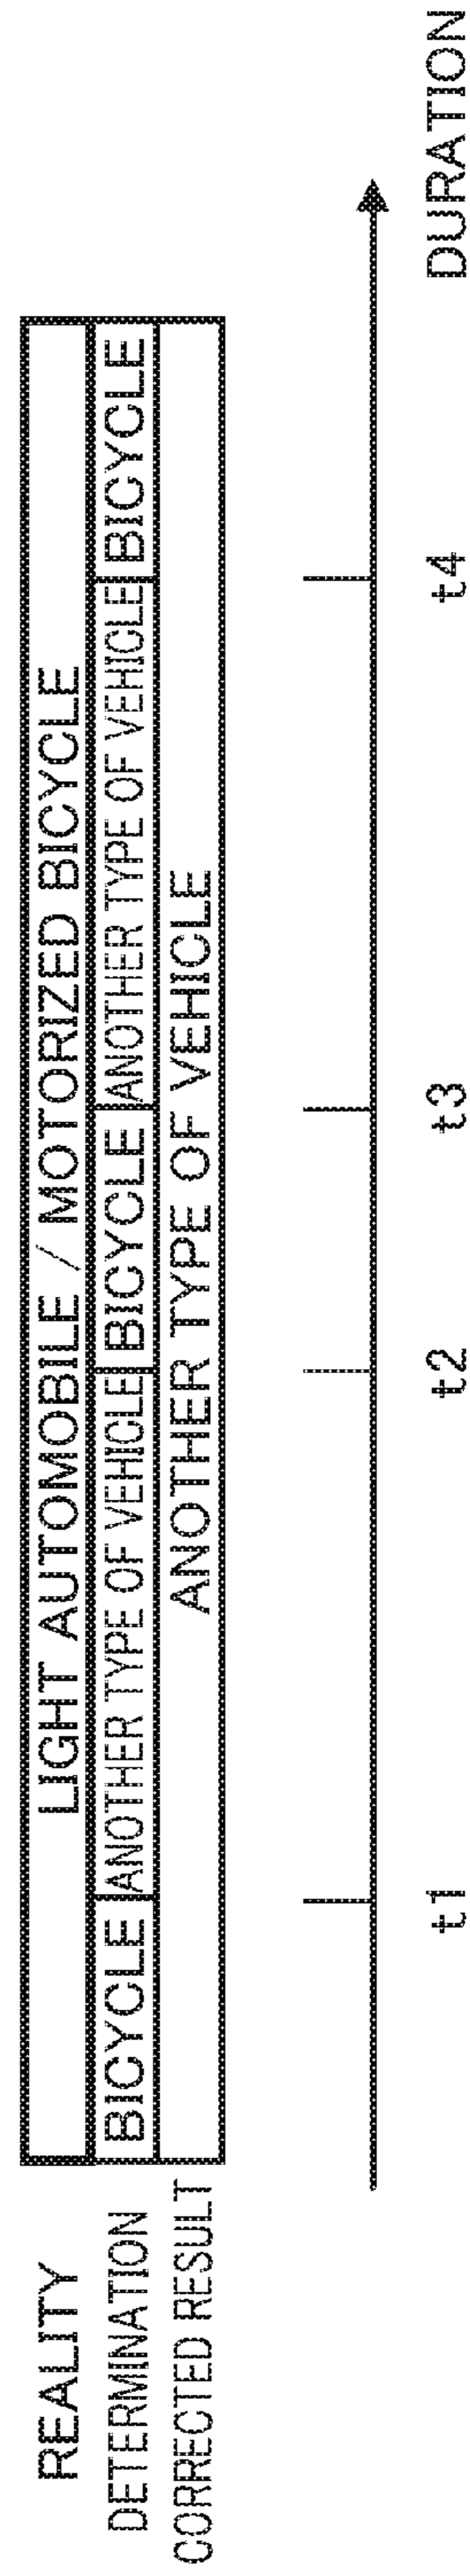 REALITY LIGHT AUTOMOBILE / MOTORIZED BICYCLE
DETERMINATION BICYCLE ANOTHER TYPE OF VEHICLE BICYCLE ANOTHER TYPE OF VEHICLE BICYCLE
CORRECTED RESULT ANOTHER TYPE OF VEHICLE
t1 t2 t3 t4 DURATION